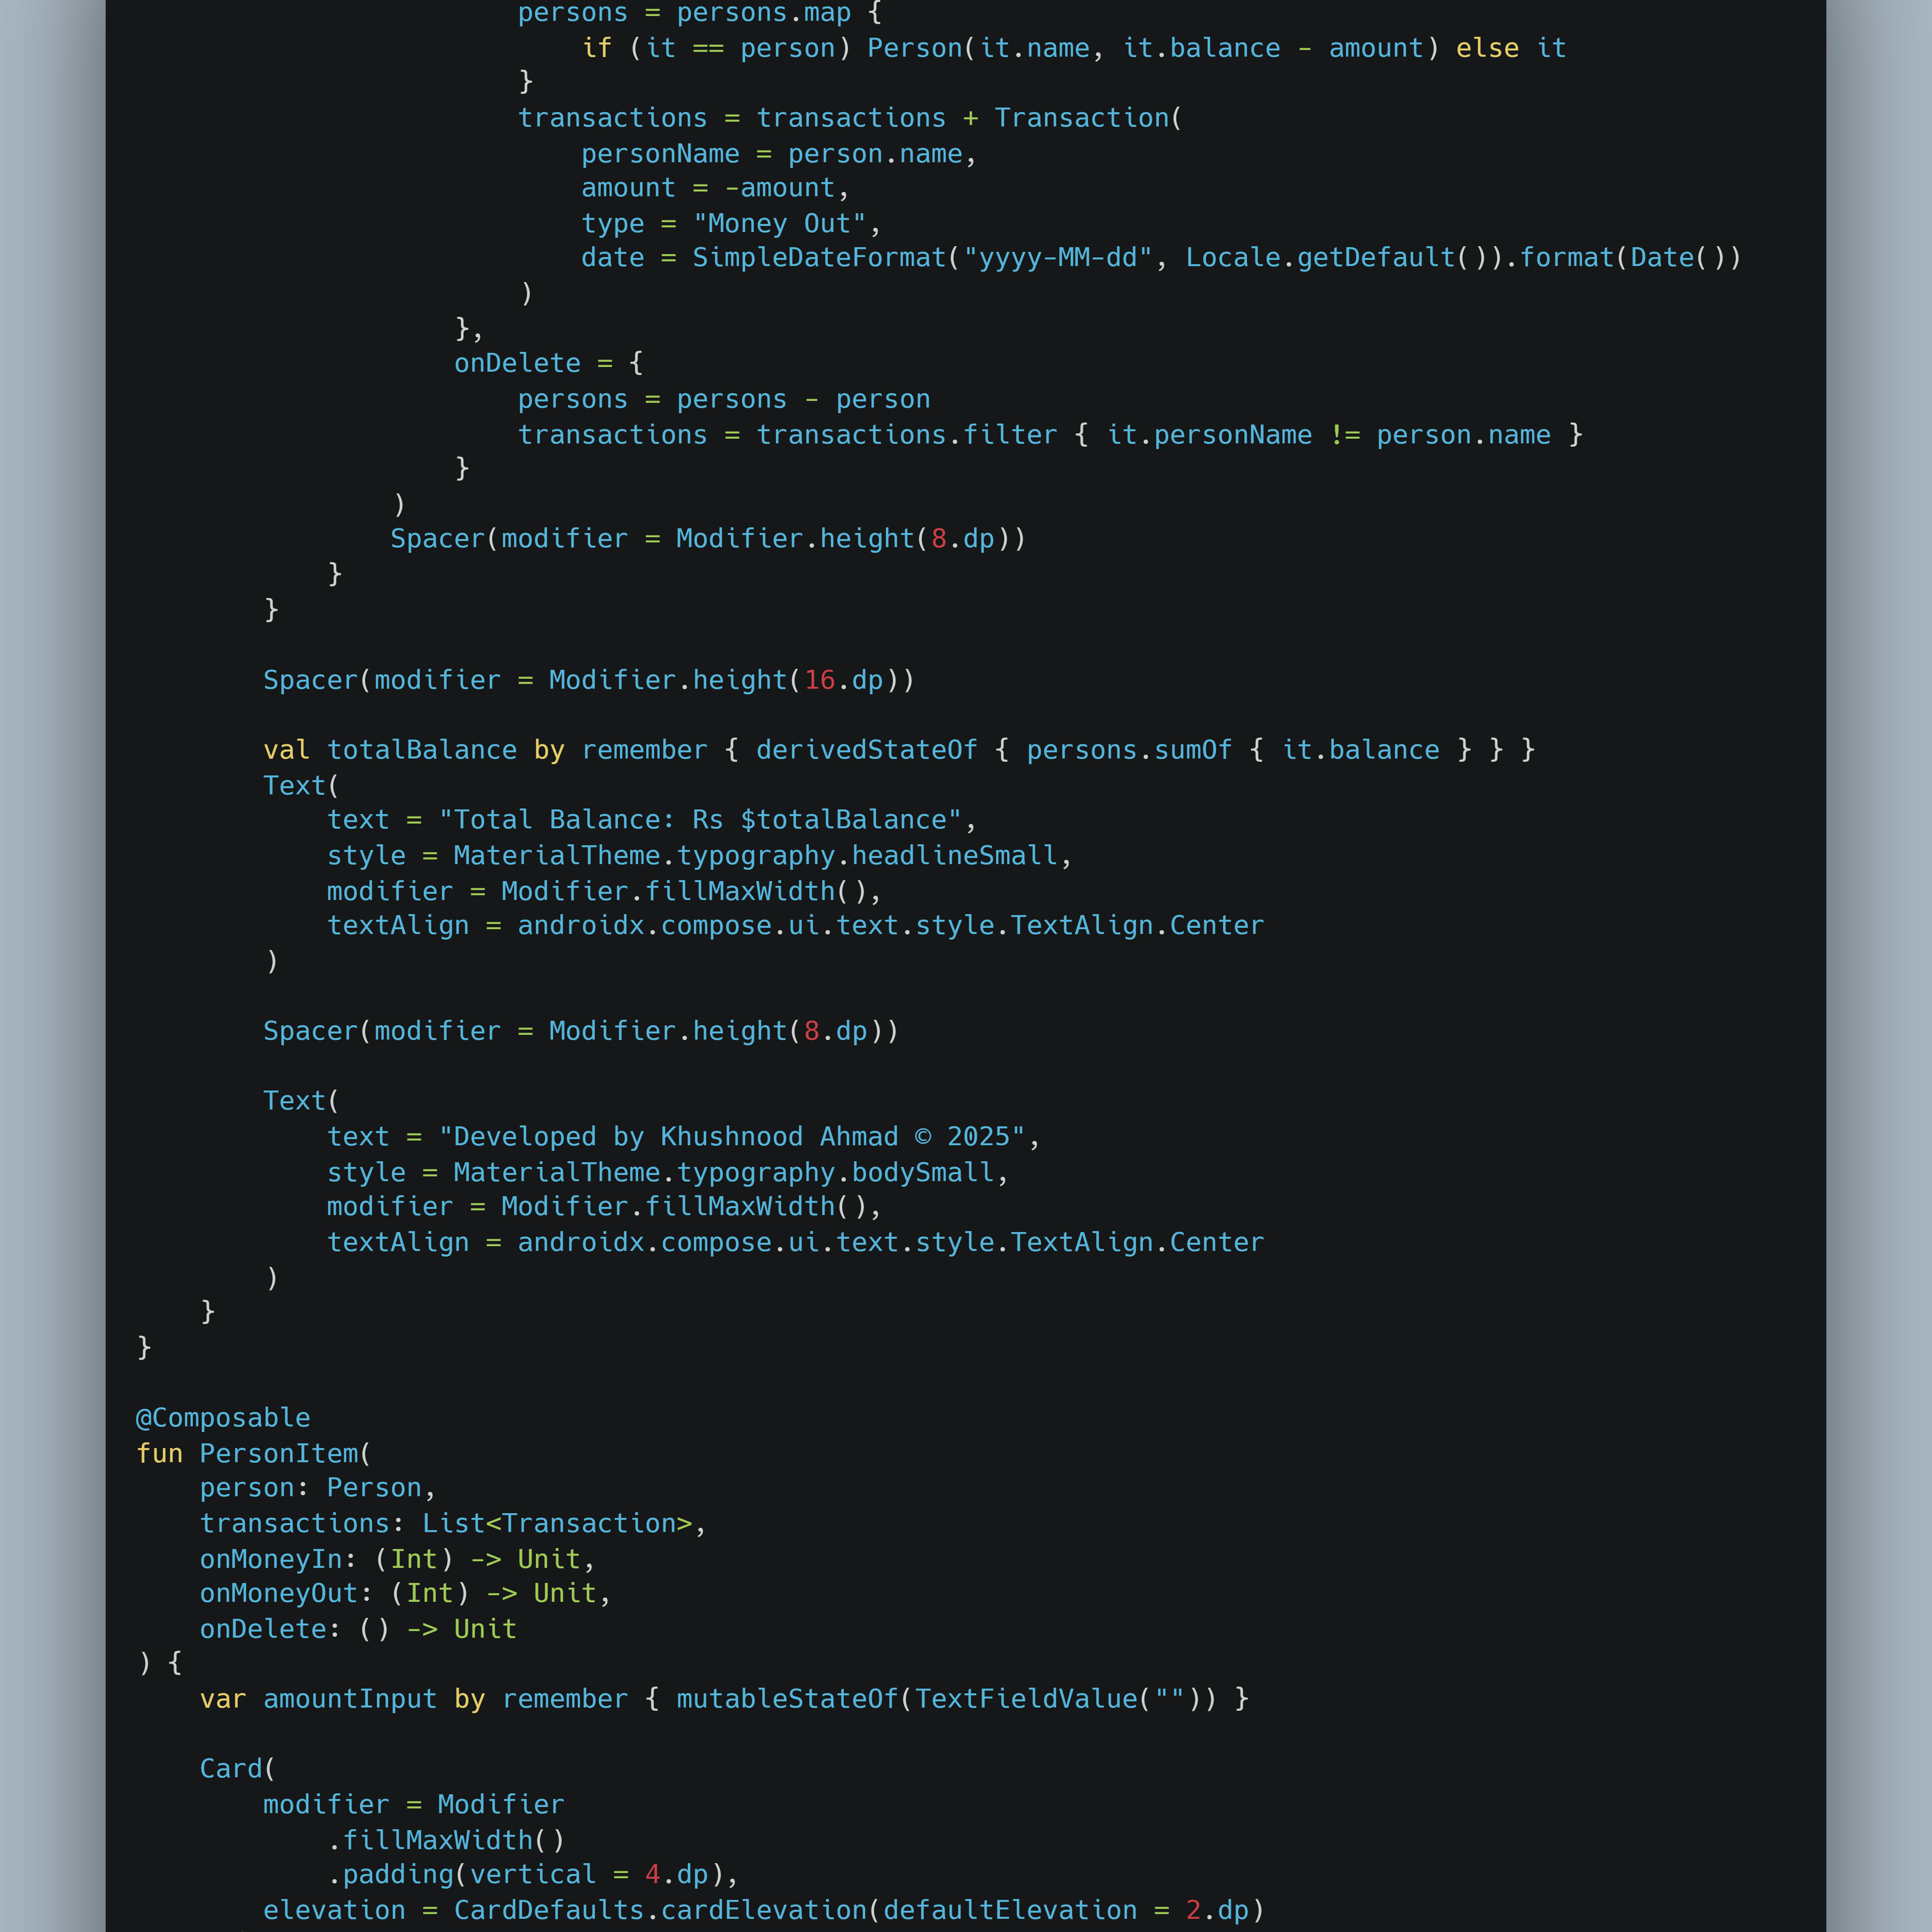 persons = persons.map {
if (it == person) Person(it.name, it.balance - amount) else it
}
transactions = transactions + Transaction(
personName = person.name,
amount = -amount,
type = "Money Out",
date = SimpleDateFormat("yyyy-MM-dd", Locale.getDefault()).format(Date())
)
},
onDelete = {
persons = persons - person
transactions = transactions.filter { it.personName != person.name }
}
)
Spacer(modifier = Modifier.height(8.dp))
}
}
Spacer(modifier = Modifier.height(16.dp))
val totalBalance by remember { derivedStateOf { persons.sumOf { it.balance } } }
Text(
text = "Total Balance: Rs $totalBalance",
style = MaterialTheme.typography.headlineSmall,
modifier = Modifier.fillMaxWidth(),
textAlign = androidx.compose.ui.text.style.TextAlign.Center
)
Spacer(modifier = Modifier.height(8.dp))
Text(
text = "Developed by Khushnood Ahmad © 2025",
style = MaterialTheme.typography.bodySmall,
modifier = Modifier.fillMaxWidth(),
textAlign = androidx.compose.ui.text.style.TextAlign.Center
)
}
}
@Composable
fun PersonItem(
person: Person,
transactions: List<Transaction>,
onMoneyIn: (Int) -> Unit,
onMoneyOut: (Int) -> Unit,
onDelete: () -> Unit
) {
var amountInput by remember { mutableStateOf(TextFieldValue("")) }
Card(
modifier = Modifier
.fillMaxWidth()
.padding(vertical = 4.dp),
elevation = CardDefaults.cardElevation(defaultElevation = 2.dp)